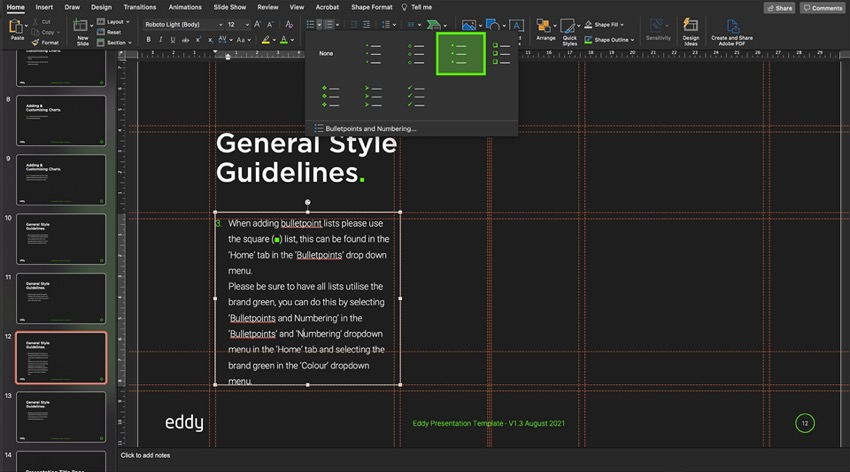 Home Insert Draw Design Transitions Animations Slide Show Review View Acrobat Shape Format Tell me
Share Comments
Paste
Cut
Copy
Format
New Slide
Layout
Reset
Section
Roboto Light (Body) 12
B I U
Arrange
Quick Styles
Shape Fill
Shape Outline
Sensitivity
Design Ideas
Create and Share Adobe PDF
None
Bulletpoints and Numbering...
8
Adding & Customising Charts.
9
Adding & Customising Charts.
10
General Style Guidelines.
11
General Style Guidelines.
12
General Style Guidelines.
13
General Style Guidelines.
14
Presentation Title Page
General Style
Guidelines.
3. When adding bulletpoint lists please use
the square (■) list, this can be found in the
‘Home’ tab in the ‘Bulletpoints’ drop down
menu.
Please be sure to have all lists utilise the
brand green, you can do this by selecting
‘Bulletpoints and Numbering’ in the
‘Bulletpoints’ and ‘Numbering’ dropdown
menu in the ‘Home’ tab and selecting the
brand green in the ‘Colour’ dropdown
menu.
eddy
Eddy Presentation Template - V1.3 August 2021
12
Click to add notes